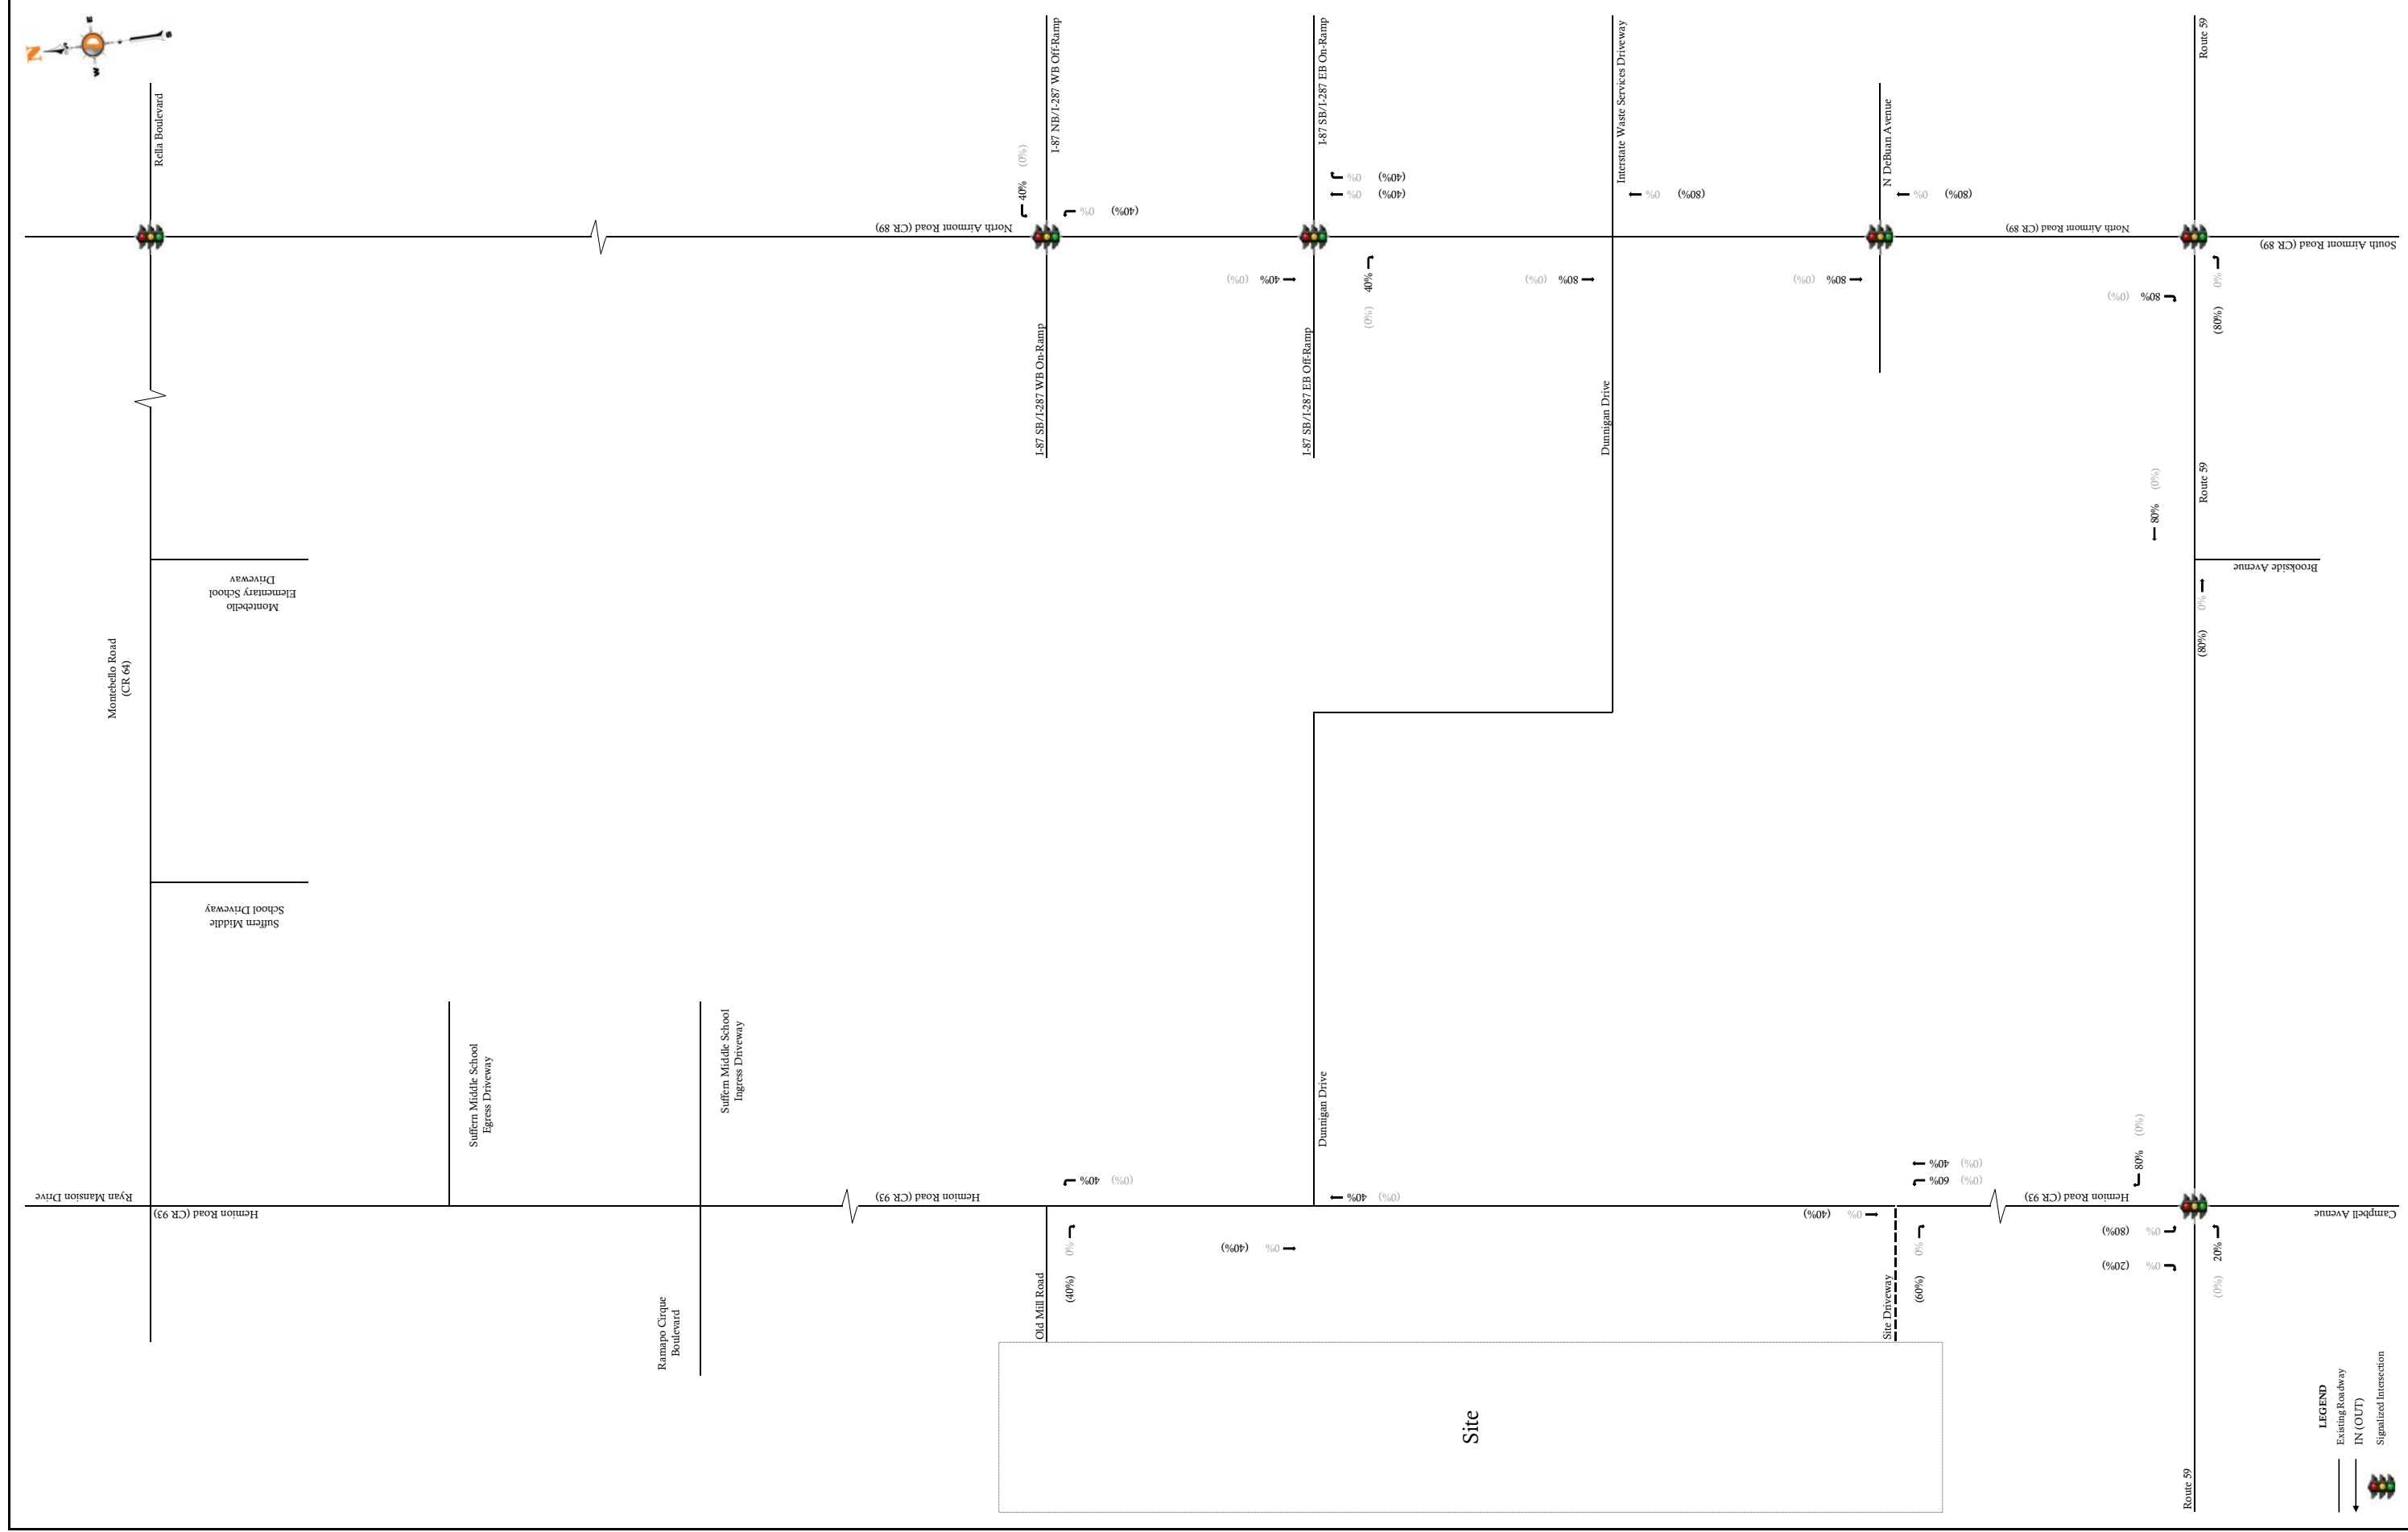 N
E
S
W
Rella Boulevard
Montebello Road
(CR 64)
Montebello
Elementary School
Driveway
Suffern Middle
School Driveway
Ryan Mansion Drive
Hemion Road (CR 93)
Suffern Middle School
Egress Driveway
Suffern Middle School
Ingress Driveway
Ramapo Cirque
Boulevard
Hemion Road (CR 93)
North Airmont Road (CR 89)
I-87 NB/I-287 WB Off-Ramp
40% (0%)
0% (40%)
I-87 SB/I-287 WB On-Ramp
I-87 SB/I-287 EB On-Ramp
0% (40%)
0% (40%)
(0%) 40%
(0%) 40%
I-87 SB/I-287 EB Off-Ramp
Interstate Waste Services Driveway
0% (80%)
(0%) 80%
Dunnigan Drive
N DeBuan Avenue
0% (80%)
(0%) 80%
North Airmont Road (CR 89)
Route 59
South Airmont Road (CR 89)
(0%) 80%
(80%) 0%
80% (0%)
Route 59
Brookside Avenue
(80%) 0%
Old Mill Road
40% (0%)
(40%) 0%
(40%) 0%
Dunnigan Drive
40% (0%)
(40%) 0%
40% (0%)
60% (0%)
(60%) 0%
Site Driveway
Hemion Road (CR 93)
80% (0%)
(80%) 0%
(20%) 0%
(0%) 20%
Campbell Avenue
Route 59
Site
LEGEND
Existing Roadway
IN (OUT)
Signalized Intersection